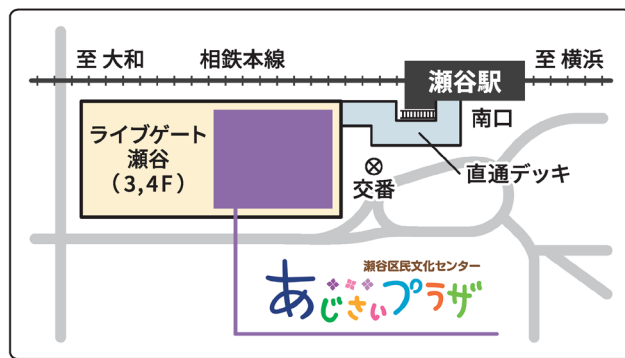 至 大和
相鉄本線
瀬谷駅
至 横浜
ライブゲート
瀬谷
（3,4F）
南口
交番
直通デッキ
瀬谷区民文化センター
あじさいプラザ